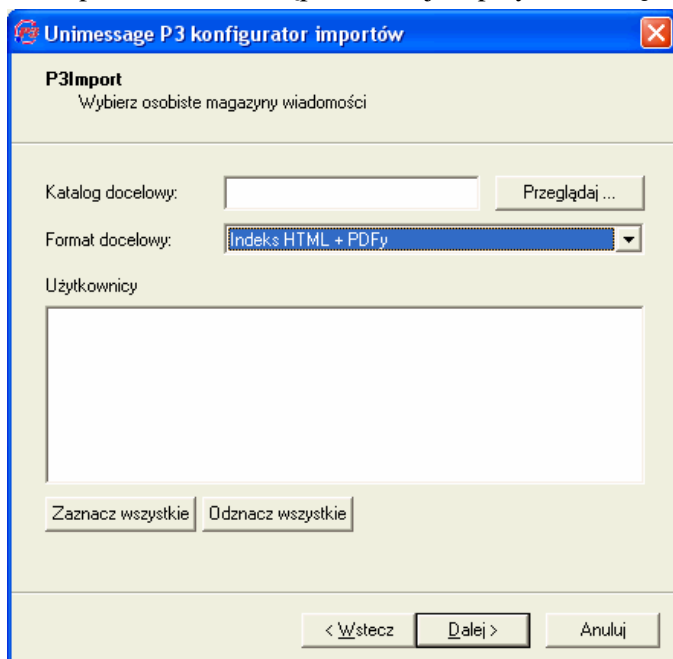 Unimessage P3 konfigurator importów
P3Import
Wybierz osobiste magazyny wiadomości
Katalog docelowy:
Przeglądaj ...
Format docelowy:
Indeks HTML + PDFy
Użytkownicy
Zaznacz wszystkie
Odznacz wszystkie
< Wstecz
Dalej >
Anuluj